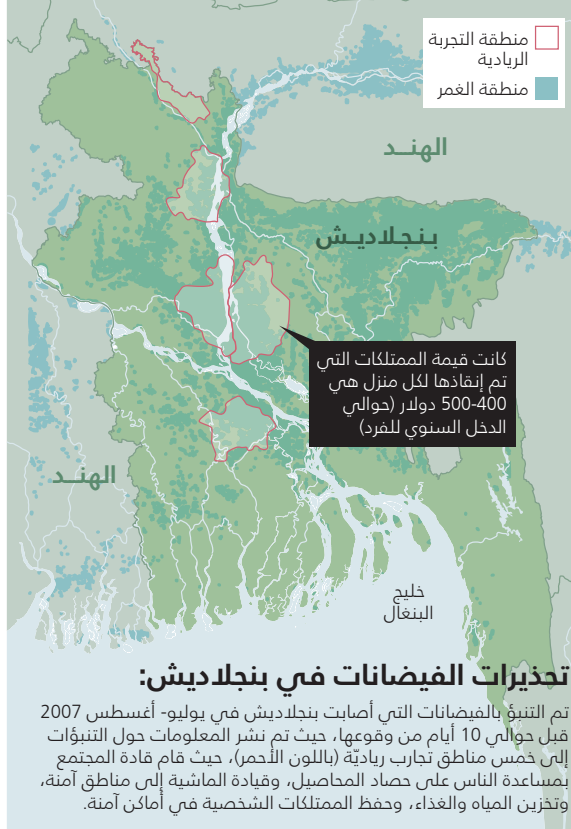 منطقة التجربة
الريادية
منطقة الغمر
الهنـد
بنجلاديـش
كانت قيمة الممتلكات التي
تم إنقاذها لكل منزل هي
400-500 دولار (حوالي
الدخل السنوي للفرد)
الهنـد
خليج
البنغال
تحذيرات الفيضانات في بنجلاديش:
تم التنبؤ بالفيضانات التي أصابت بنجلاديش في يوليو- أغسطس 2007
قبل حوالي 10 أيام من وقوعها، حيث تم نشر المعلومات حول التنبؤات
إلى خمس مناطق تجارب رياديّة (باللون الأحمر)، حيث قام قادة المجتمع
بمساعدة الناس على حصاد المحاصيل، وقيادة الماشية إلى مناطق آمنة،
وتخزين المياه والغذاء، وحفظ الممتلكات الشخصية في أماكن آمنة.